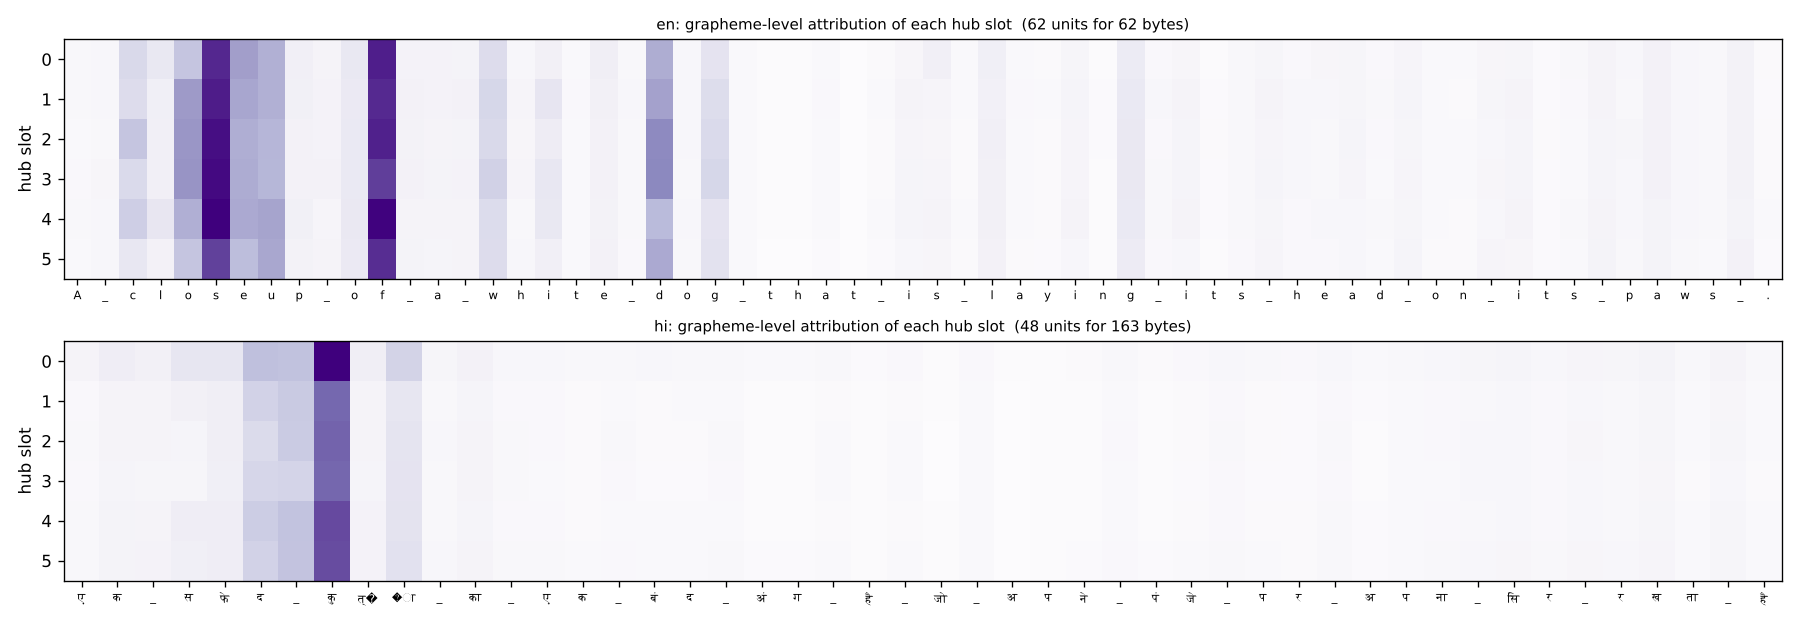 en: grapheme-level attribution of each hub slot (62 units for 62 bytes)
hub slot
0
1
2
3
4
5
A _ c l o s e u p _ o f _ a _ w h i t e _ d o g _ t h a t _ i s _ l a y i n g _ i t s _ h e a d _ o n _ i t s _ p a w s _ .
hi: grapheme-level attribution of each hub slot (48 units for 163 bytes)
hub slot
0
1
2
3
4
5
ए क _ स फे द _ कु त्� �ा _ का _ ए क _ बं द _ अं ग _ है _ जो _ अ प ने _ पं जे _ प र _ अ प ना _ सि र _ र ख ता _ है